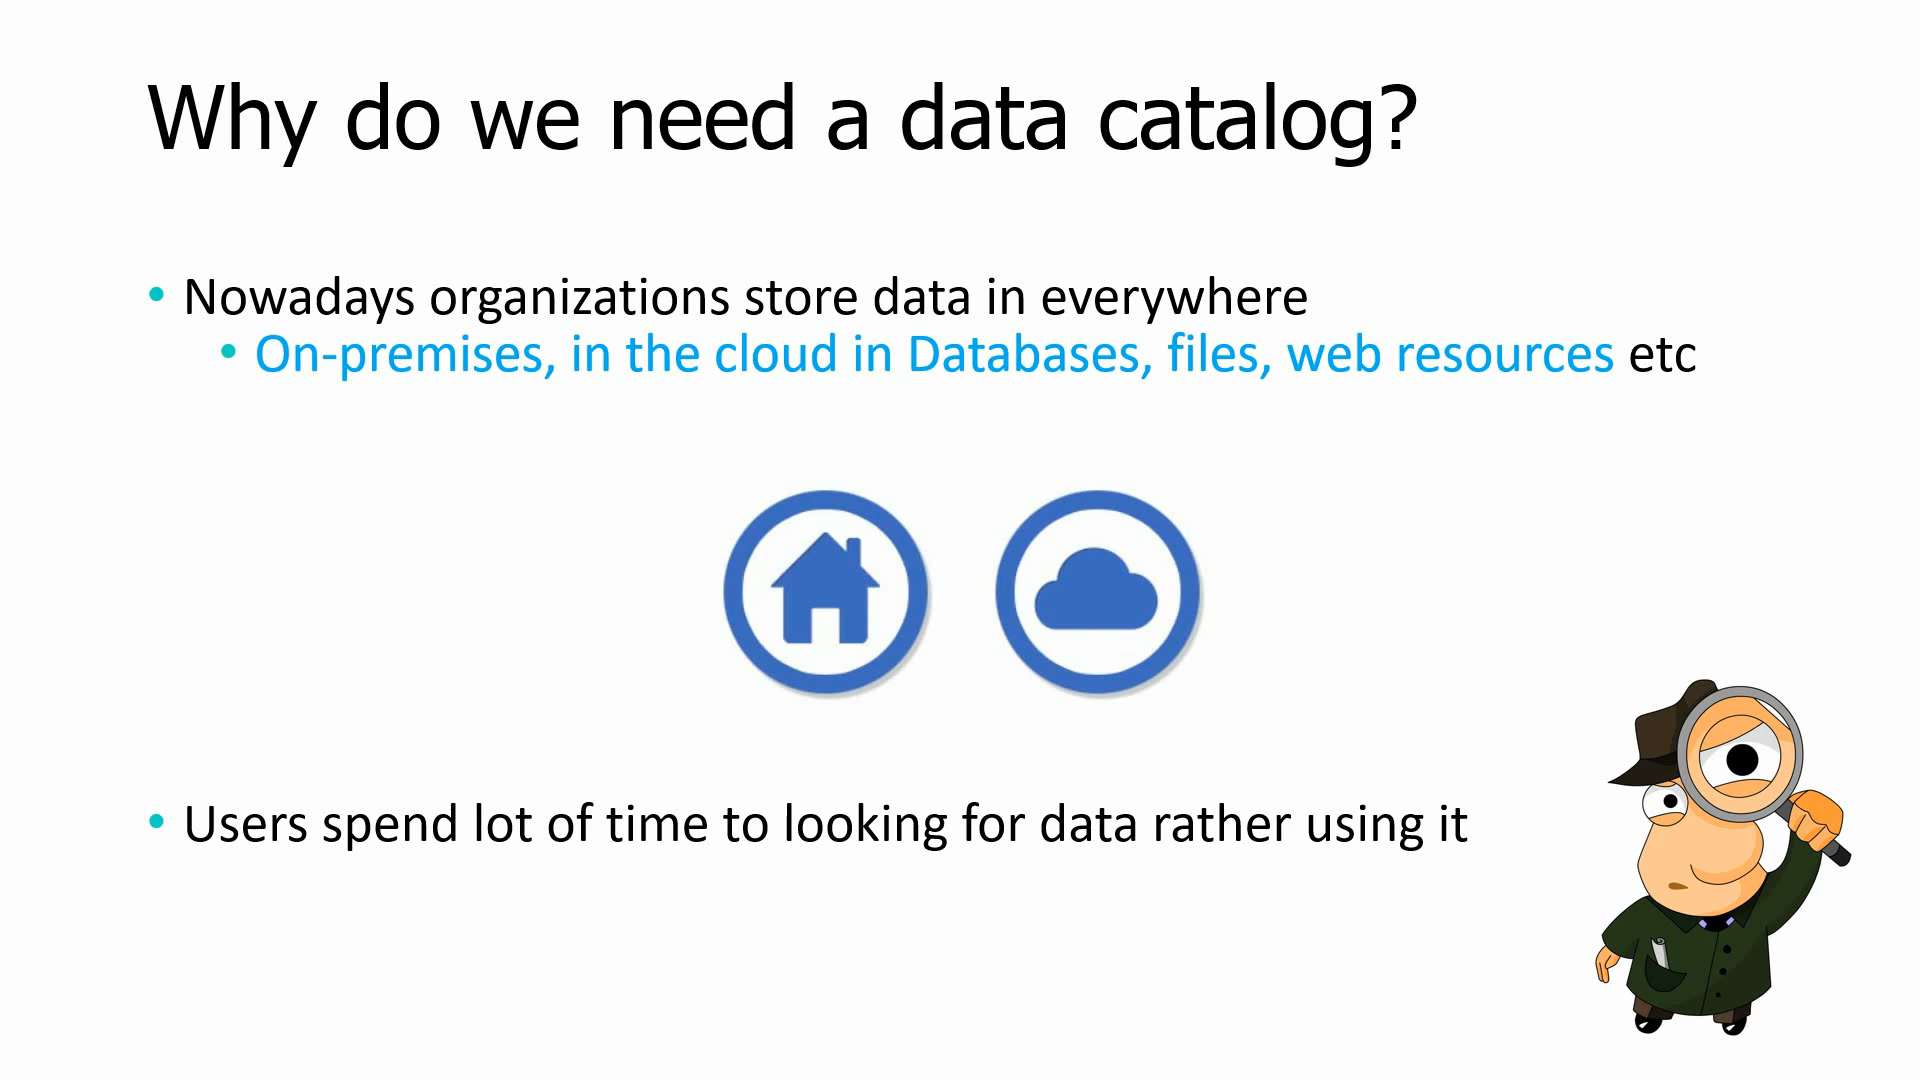 Why do we need a data catalog?
• Nowadays organizations store data in everywhere
• On-premises, in the cloud in Databases, files, web resources etc
• Users spend lot of time to looking for data rather using it